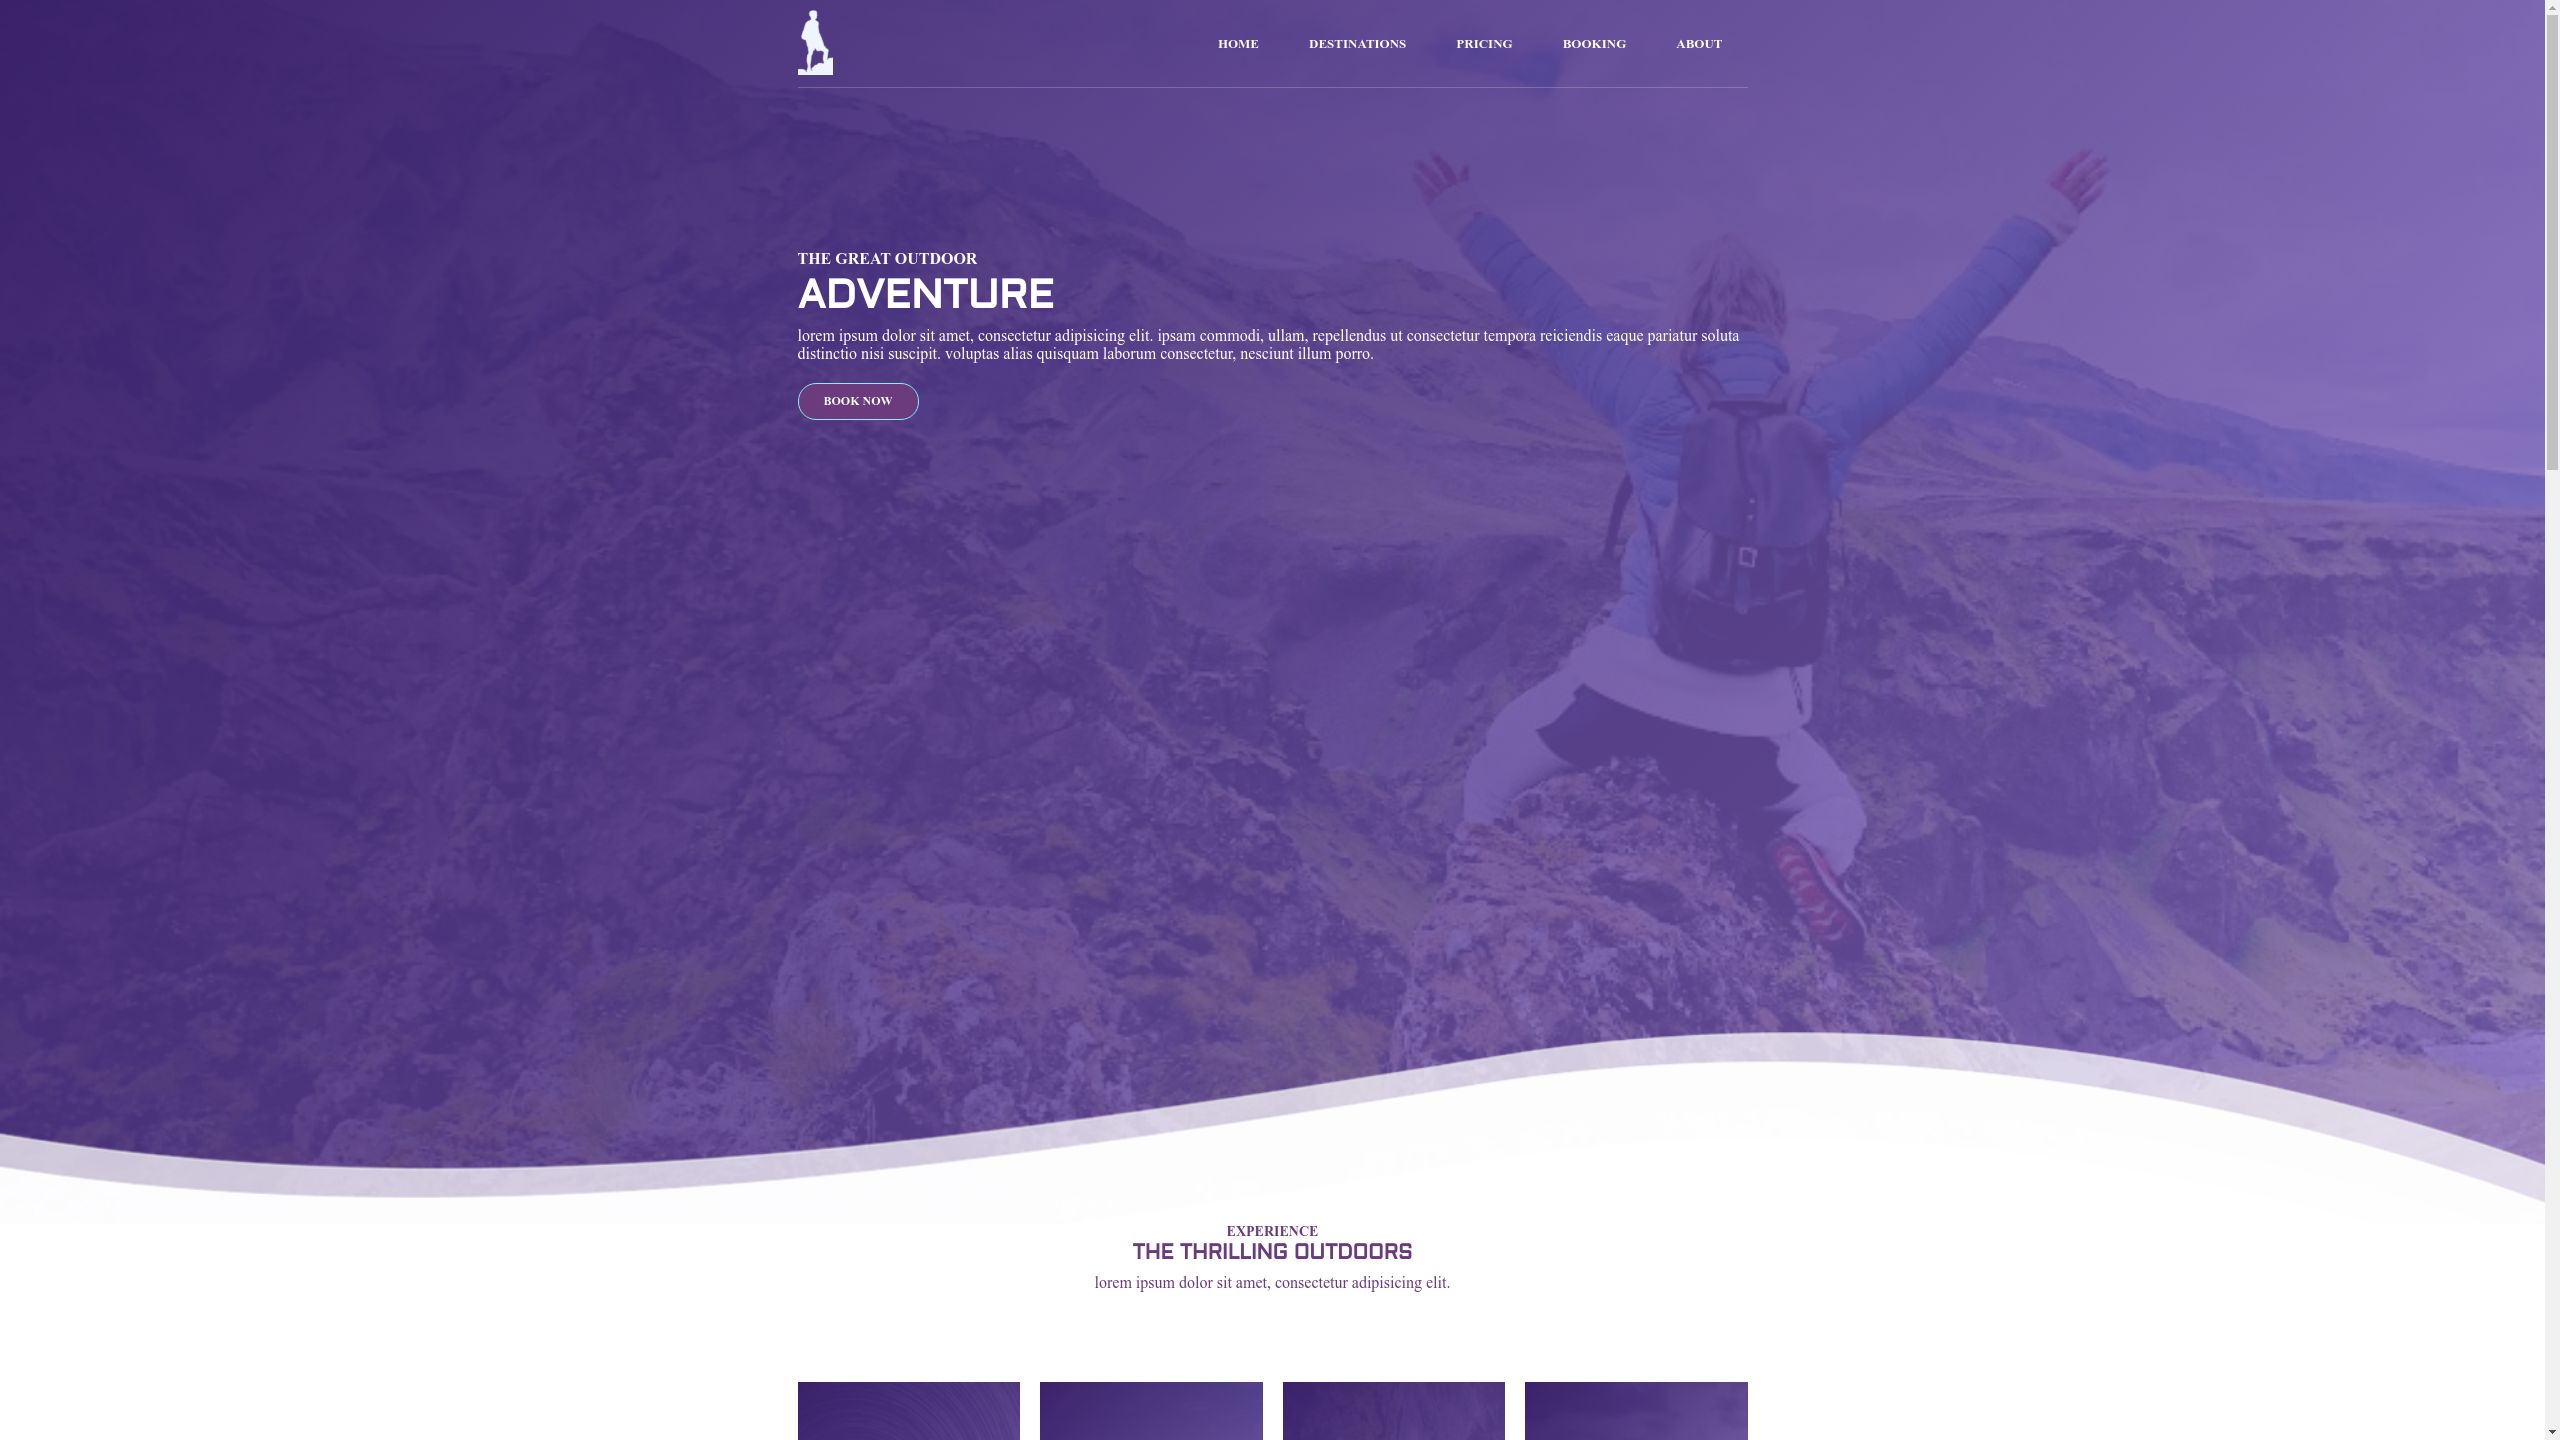 HOME DESTINATIONS PRICING BOOKING ABOUT
THE GREAT OUTDOOR
ADVENTURE
lorem ipsum dolor sit amet, consectetur adipisicing elit. ipsam commodi, ullam, repellendus ut consectetur tempora reiciendis eaque pariatur soluta
distinctio nisi suscipit. voluptas alias quisquam laborum consectetur, nesciunt illum porro.
BOOK NOW
EXPERIENCE
THE THRILLING OUTDOORS
lorem ipsum dolor sit amet, consectetur adipisicing elit.